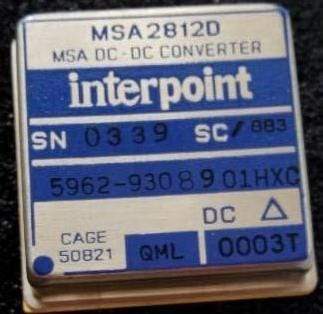 MSA2812D
MSA DC-DC CONVERTER
interpoint
SN 0339 SC/883
5962-9308901HXC
DC △
CAGE
50821
QML
0003T